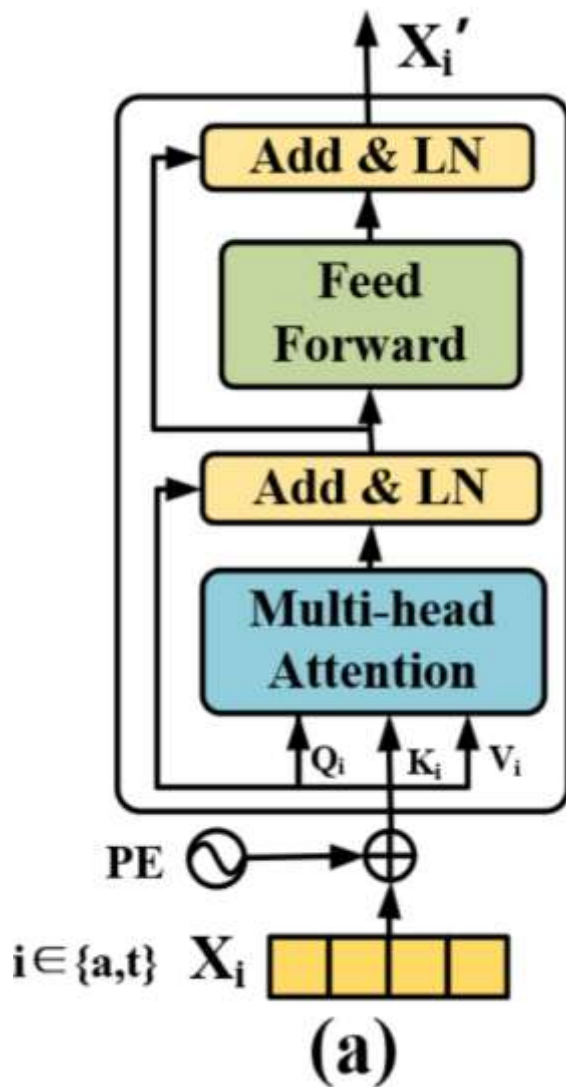 Xᵢ′
Add & LN
Feed
Forward
Add & LN
Multi-head
Attention
Qᵢ Kᵢ Vᵢ
PE
i∈{a,t} Xᵢ
(a)